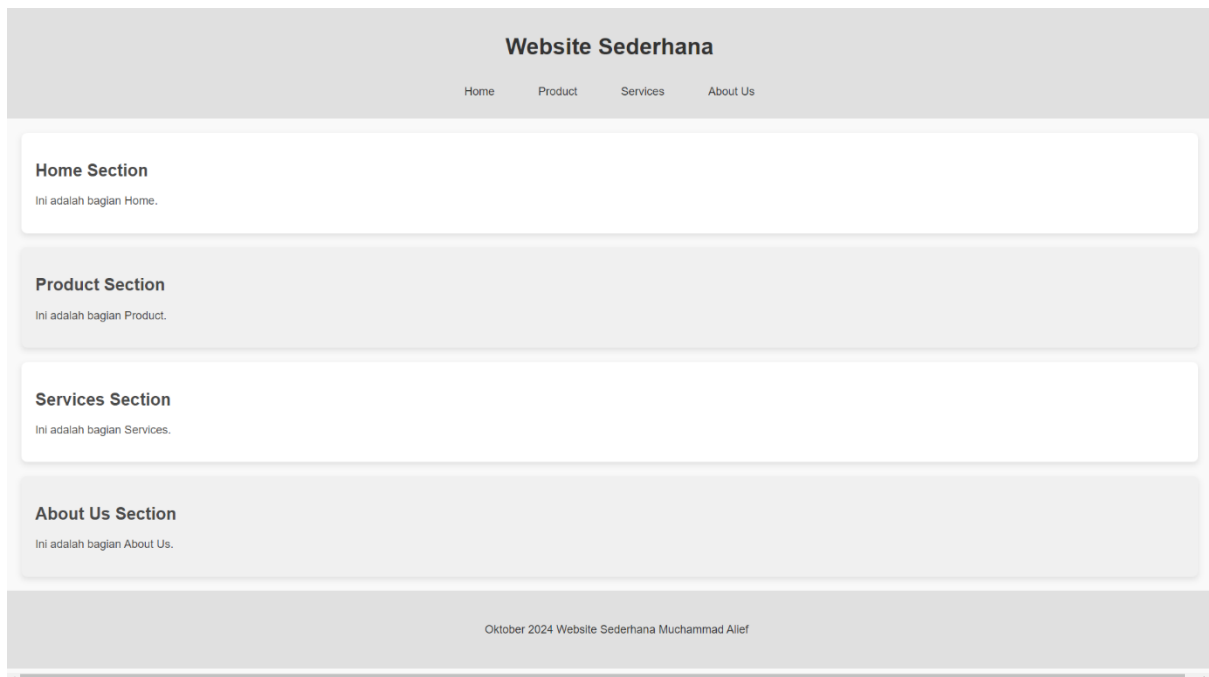 Website Sederhana
Home Product Services About Us
Home Section
Ini adalah bagian Home.
Product Section
Ini adalah bagian Product.
Services Section
Ini adalah bagian Services.
About Us Section
Ini adalah bagian About Us.
Oktober 2024 Website Sederhana Muchammad Alief